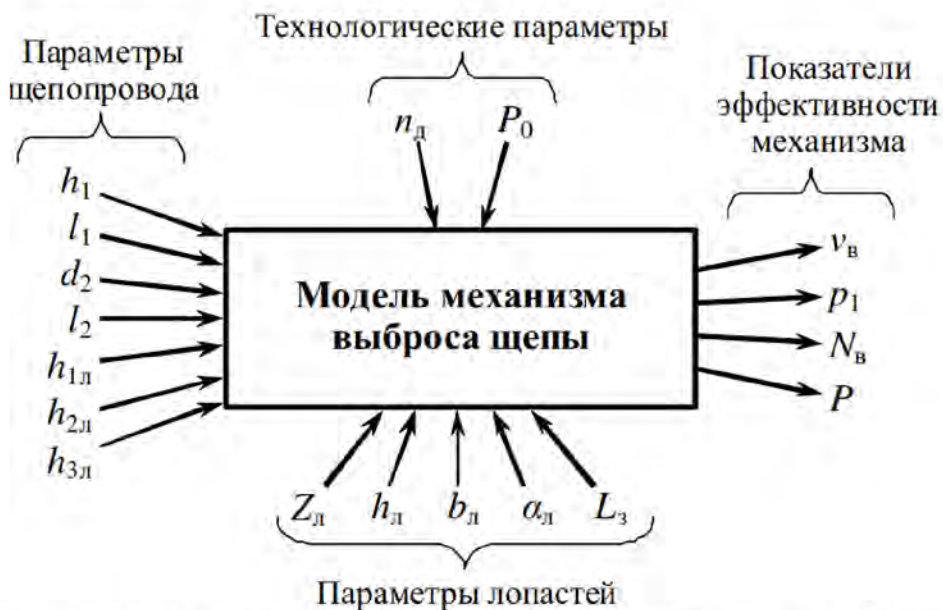 Технологические параметры
Параметры
щепопровода
Показатели
эффективности
механизма
n_д P_0
h_1
l_1
d_2
l_2
h_1л
h_2л
h_3л
Модель механизма
выброса щепы
v_в
p_1
N_в
P
Z_л h_л b_л α_л L_з
Параметры лопастей